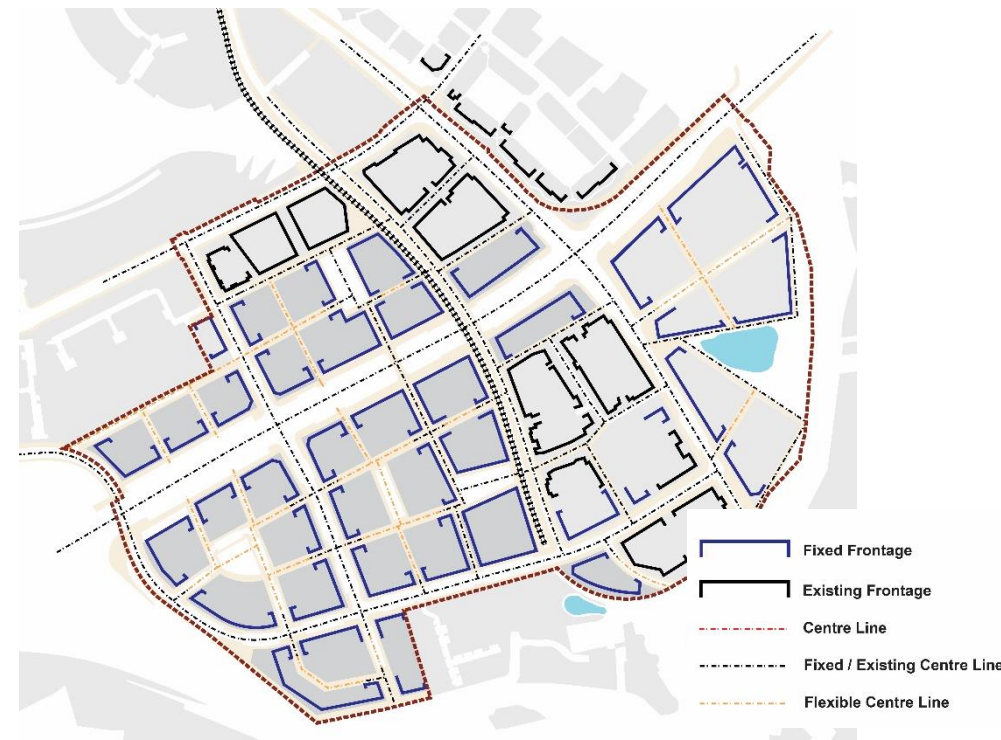 Fixed Frontage
Existing Frontage
Centre Line
Fixed / Existing Centre Line
Flexible Centre Line